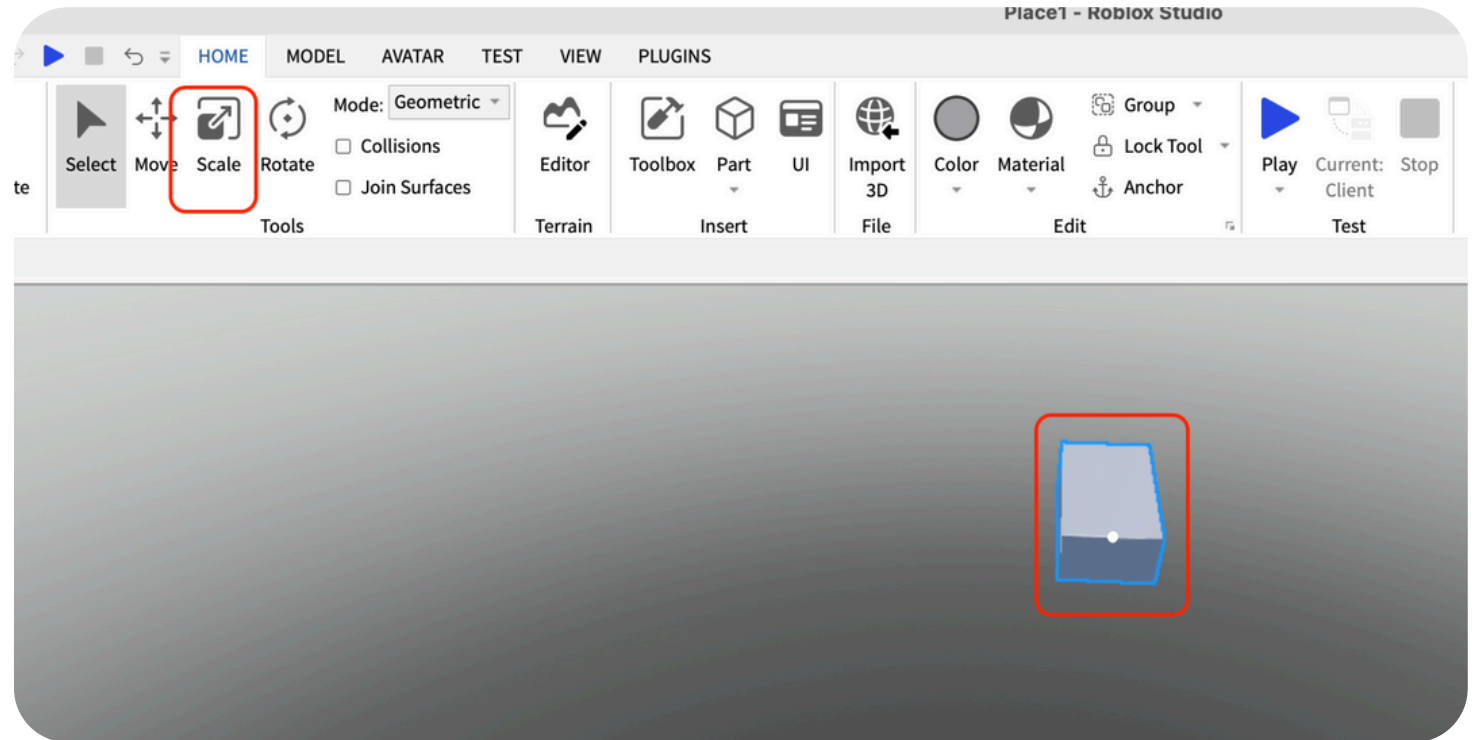 Place1 - Roblox Studio
HOME MODEL AVATAR TEST VIEW PLUGINS
Mode: Geometric
Group
Collisions
Lock Tool
te Select Move Scale Rotate Editor Toolbox Part UI Import 3D Color Material Play Current: Client Stop
Join Surfaces
Anchor
Tools Terrain Insert File Edit Test